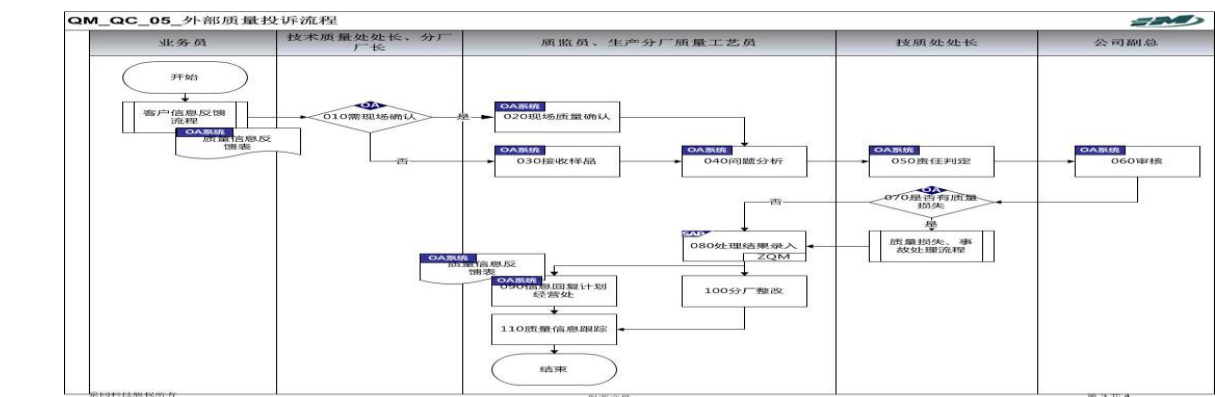 QM_QC_05_外部质量投诉流程
业务员
技术质量处处长、分厂
厂长
质监员、生产分厂质量工艺员
技质处处长
公司副总
开始
客户信息反馈
流程
OA系统
质量信息反
馈表
OA
010需现场确认
是
否
OA系统
020现场质量确认
OA系统
030接收样品
OA系统
040问题分析
OA系统
050责任判定
OA系统
060审核
OA
070是否有质量
损失
否
是
质量损失、事
故处理流程
SAP
080处理结果录入
ZQM
OA系统
质量信息反
馈表
OA系统
090信息回复计划
经营处
100分厂整改
110质量信息跟踪
结束